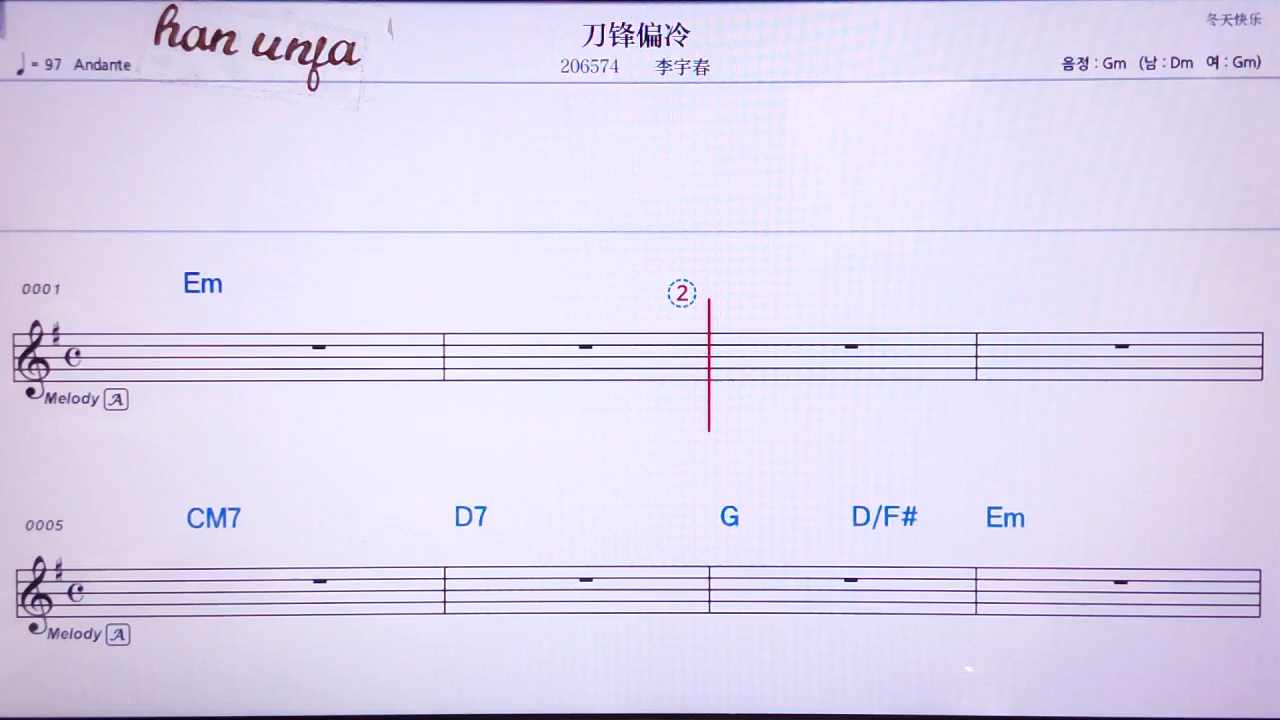 han unfa
刀锋偏冷
冬天快乐
♩= 97 Andante
206574 李宇春
음정 : Gm (남 : Dm 여 : Gm)
0001 Em ②
Melody A
0005 CM7 D7 G D/F# Em
Melody A